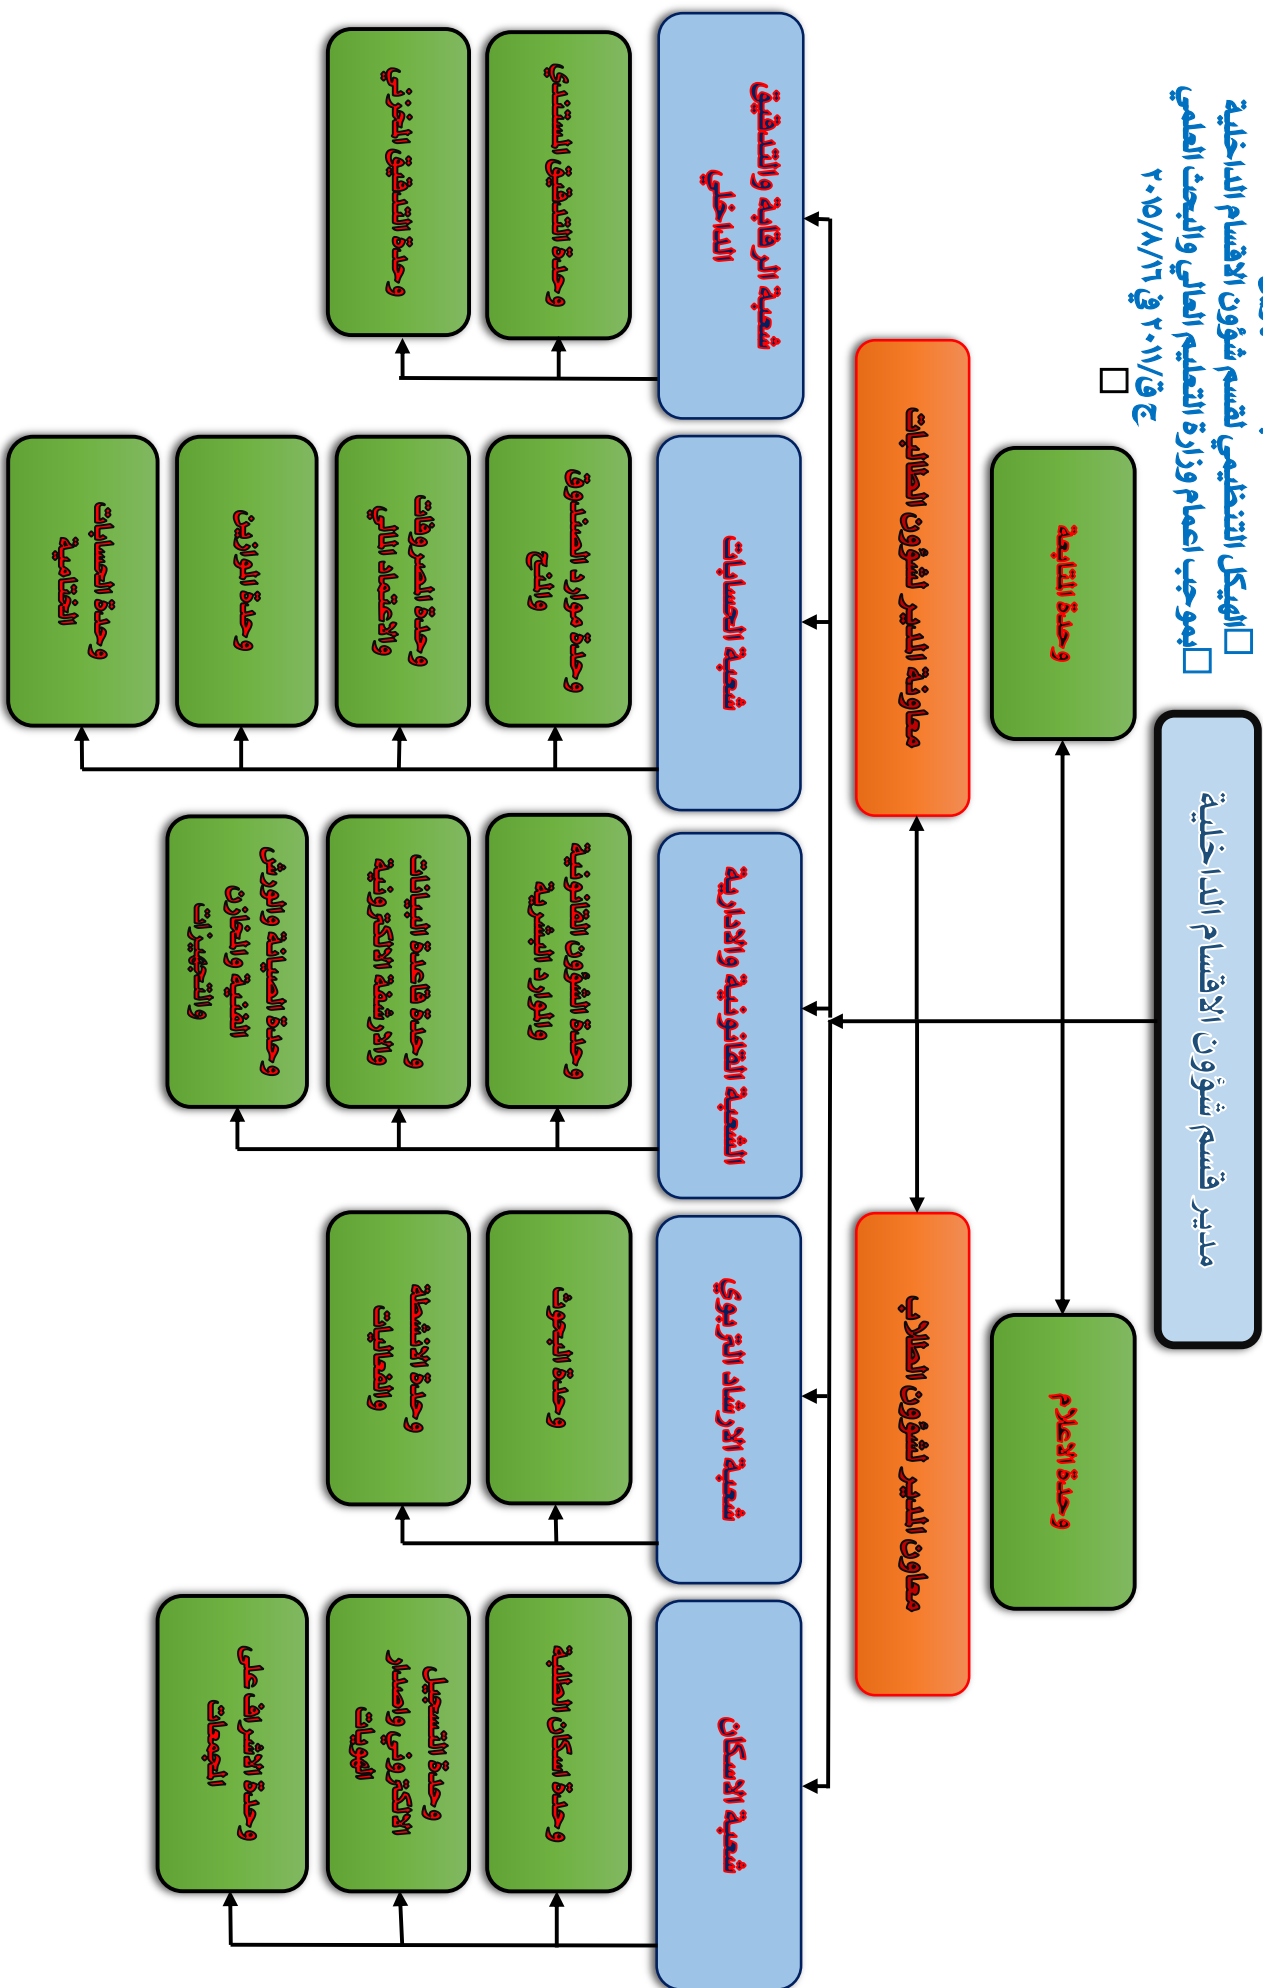 الهيكل التنظيمي لقسم شؤون الاقسام الداخلية
بموجب اعمام وزارة التعليم العالي والبحث العلمي
ج ق/٢٠١١ في ٢٠١٥/٨/١٦
مدير قسم شؤون الاقسام الداخلية
وحدة الاعلام
وحدة المتابعة
معاون المدير لشؤون الطلاب
معاونة المدير لشؤون الطالبات
شعبة الاسكان
وحدة اسكان الطلبة
وحدة التسجيل
الالكتروني واصدار
الهويات
وحدة الاشراف على
المجمعات
شعبة الارشاد التربوي
وحدة البحوث
وحدة الانشطة
والفعاليات
الشعبة القانونية والادارية
وحدة الشؤون القانونية
والموارد البشرية
وحدة قاعدة البيانات
والارشفة الالكترونية
وحدة الصيانة والورش
الفنية والمخازن
والتجهيزات
شعبة الحسابات
وحدة موارد الصندوق
والمنح
وحدة المصروفات
والاعتماد المالي
وحدة الموازين
وحدة الحسابات
الختامية
شعبة الرقابة والتدقيق
الداخلي
وحدة التدقيق المستندي
وحدة التدقيق المخزني